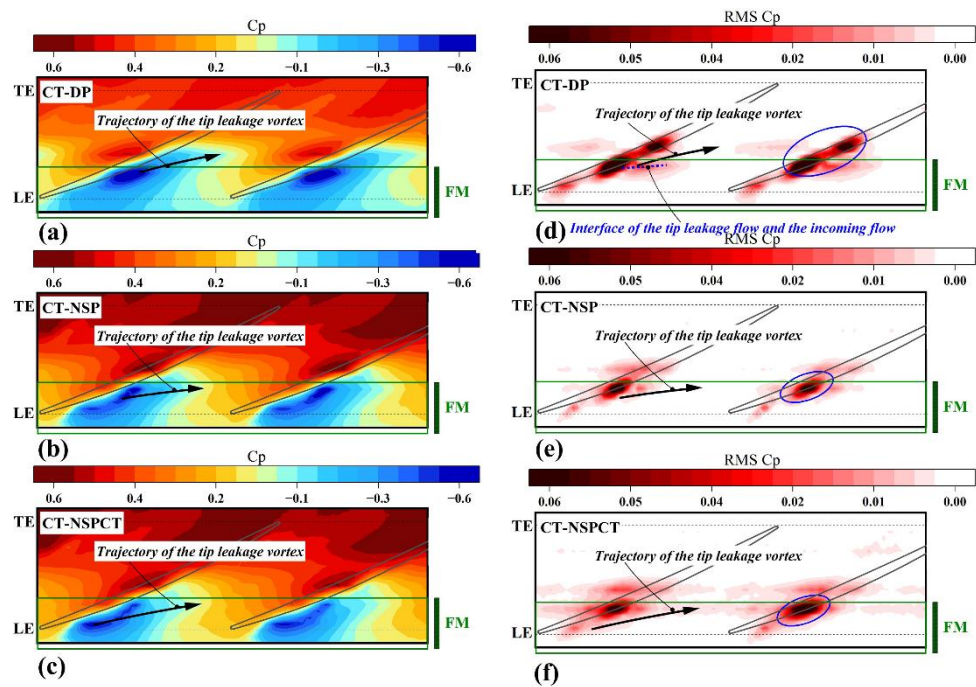 Cp
0.6 0.4 0.2 −0.1 −0.3 −0.6
TE
CT-DP
Trajectory of the tip leakage vortex
LE
FM
(a)
Cp
0.6 0.4 0.2 −0.1 −0.3 −0.6
TE
CT-NSP
Trajectory of the tip leakage vortex
LE
FM
(b)
Cp
0.6 0.4 0.2 −0.1 −0.3 −0.6
TE
CT-NSPCT
Trajectory of the tip leakage vortex
LE
FM
(c)
RMS Cp
0.06 0.05 0.04 0.02 0.01 0.00
TE
CT-DP
Trajectory of the tip leakage vortex
LE
FM
(d)
Interface of the tip leakage flow and the incoming flow
RMS Cp
0.06 0.05 0.04 0.02 0.01 0.00
TE
CT-NSP
Trajectory of the tip leakage vortex
LE
FM
(e)
RMS Cp
0.06 0.05 0.04 0.02 0.01 0.00
TE
CT-NSPCT
Trajectory of the tip leakage vortex
LE
FM
(f)